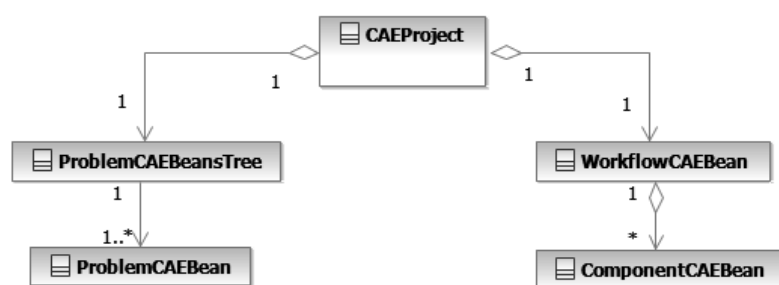 CAEProject
1
1
1
1
ProblemCAEBeansTree
WorkflowCAEBean
1
1
1..*
*
ProblemCAEBean
ComponentCAEBean